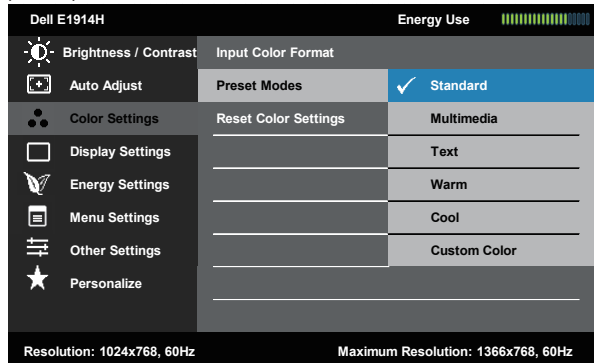 Dell E1914H Energy Use
Brightness / Contrast Input Color Format
Auto Adjust Preset Modes Standard
Color Settings Reset Color Settings Multimedia
Display Settings Text
Energy Settings Warm
Menu Settings Cool
Other Settings Custom Color
Personalize
Resolution: 1024x768, 60Hz Maximum Resolution: 1366x768, 60Hz